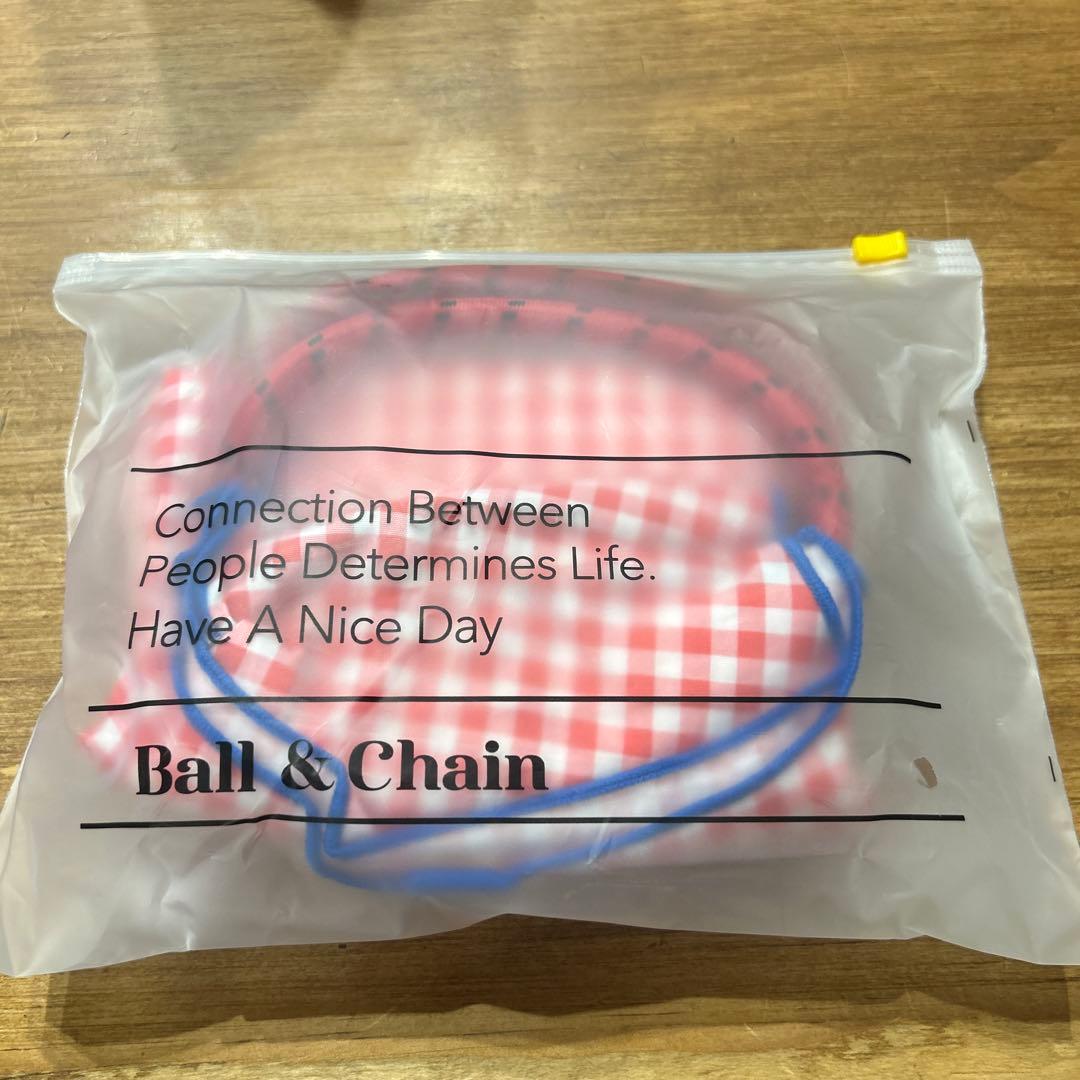 Connection Between
People Determines Life.
Have A Nice Day
Ball & Chain